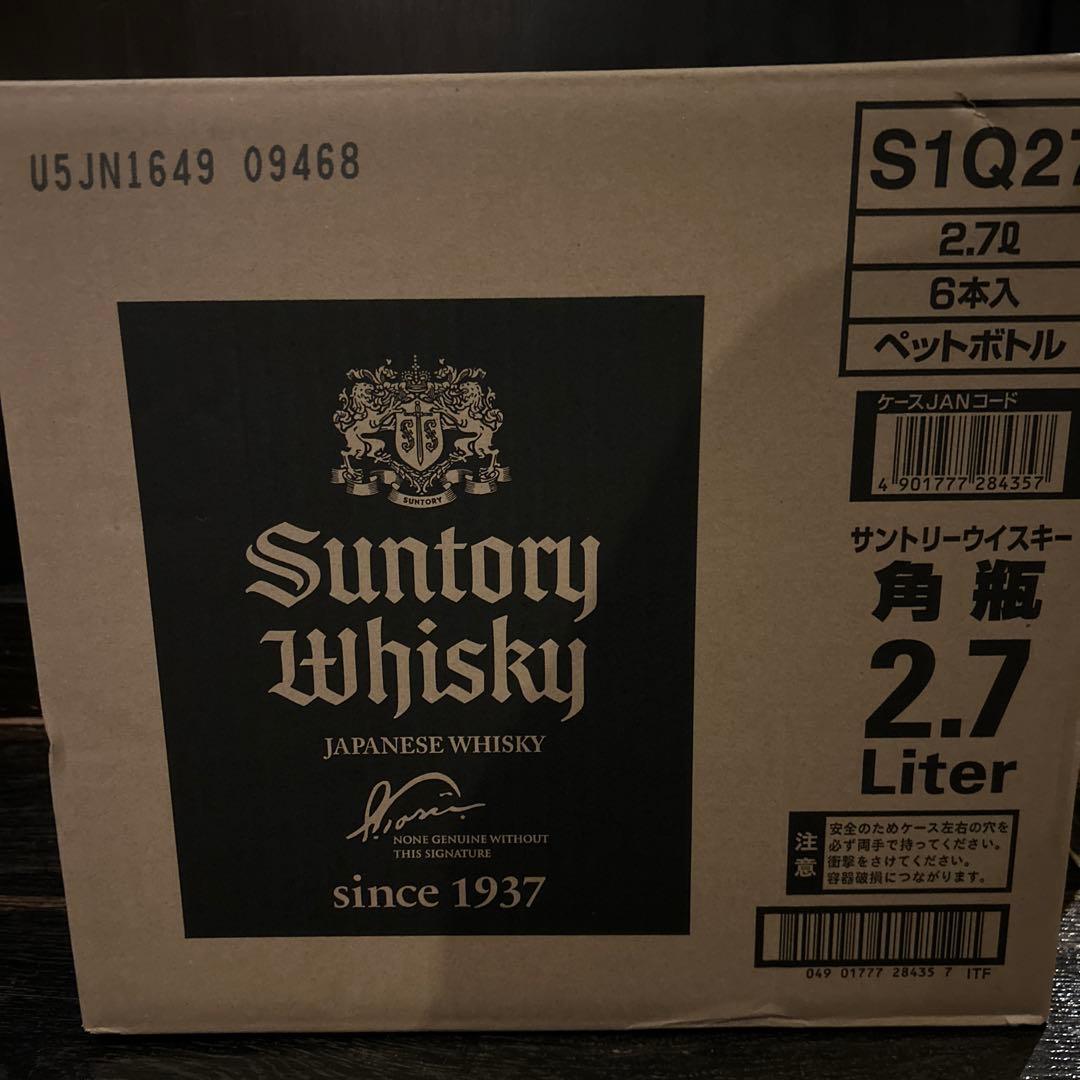 U5JN1649 09468
S1Q27
2.7ℓ
6本入
ペットボトル
ケースJANコード
4 901777 284357
サントリーウイスキー
角瓶
2.7
Liter
SUNTORY
Suntory
Whisky
JAPANESE WHISKY
NONE GENUINE WITHOUT
THIS SIGNATURE
since 1937
注意
安全のためケース左右の穴を
必ず両手で持ってください。
衝撃をさけてください。
容器破損につながります。
049 01777 28435 7 ITF